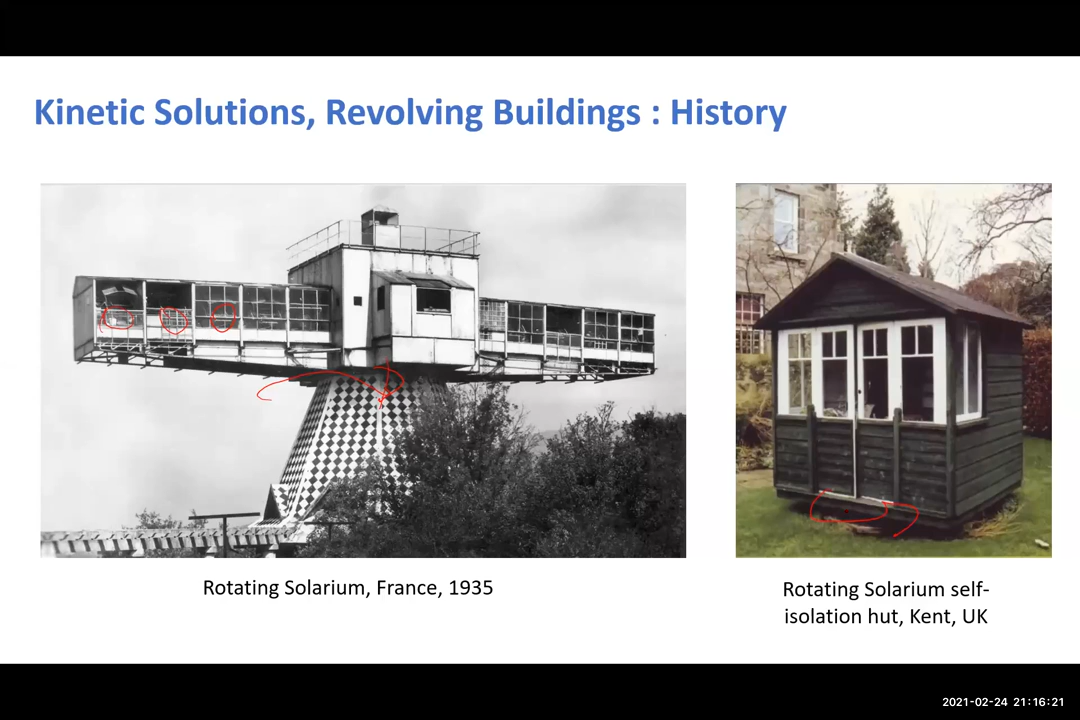 Kinetic Solutions, Revolving Buildings : History
Rotating Solarium, France, 1935
Rotating Solarium self-
isolation hut, Kent, UK
2021-02-24 21:16:21